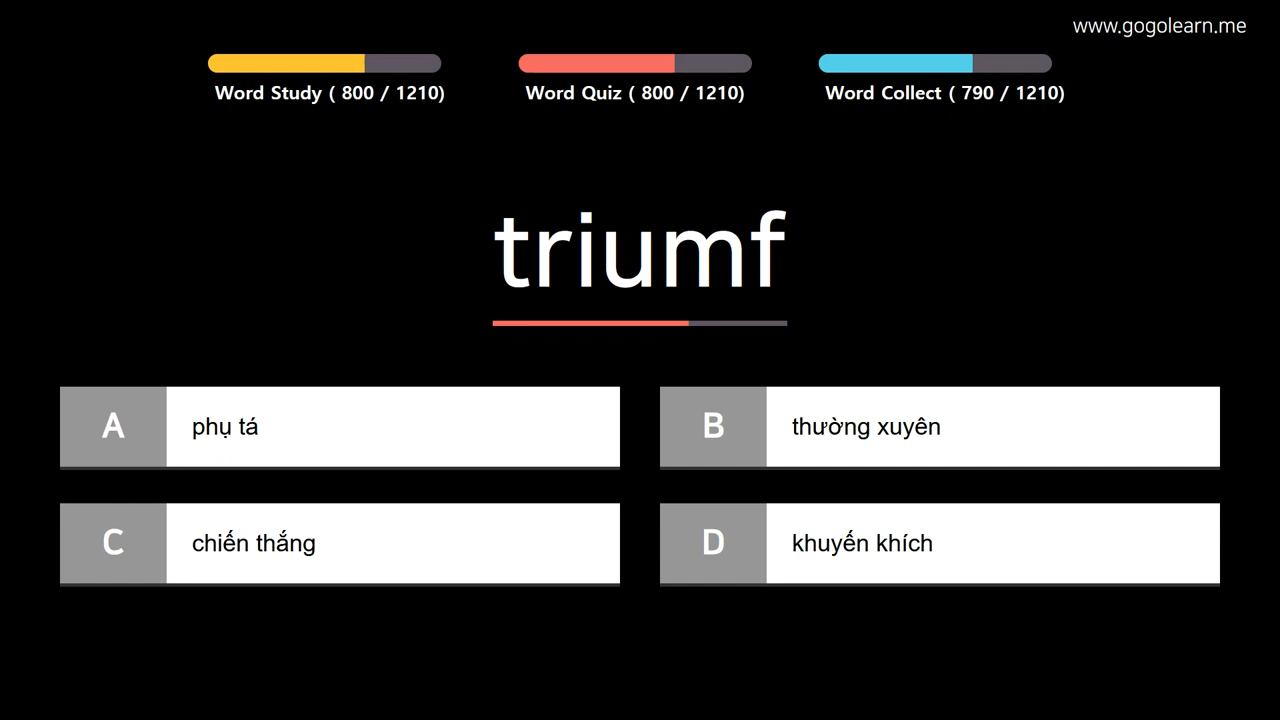 www.gogolearn.me
Word Study ( 800 / 1210)
Word Quiz ( 800 / 1210)
Word Collect ( 790 / 1210)
triumf
A phụ tá
B thường xuyên
C chiến thắng
D khuyến khích